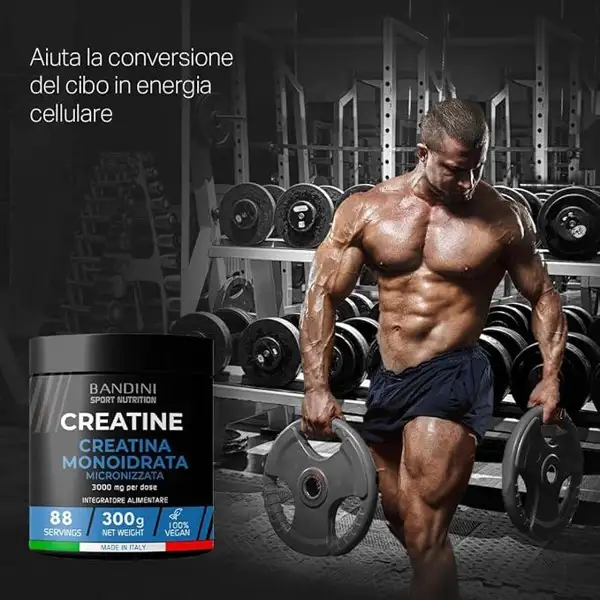 Aiuta la conversione
del cibo in energia
cellulare
BANDINI
SPORT NUTRITION
CREATINE
CREATINA
MONOIDRATA
MICRONIZZATA
3000 mg per dose
INTEGRATORE ALIMENTARE
88
SERVINGS
300g
NET WEIGHT
100%
VEGAN
MADE IN ITALY